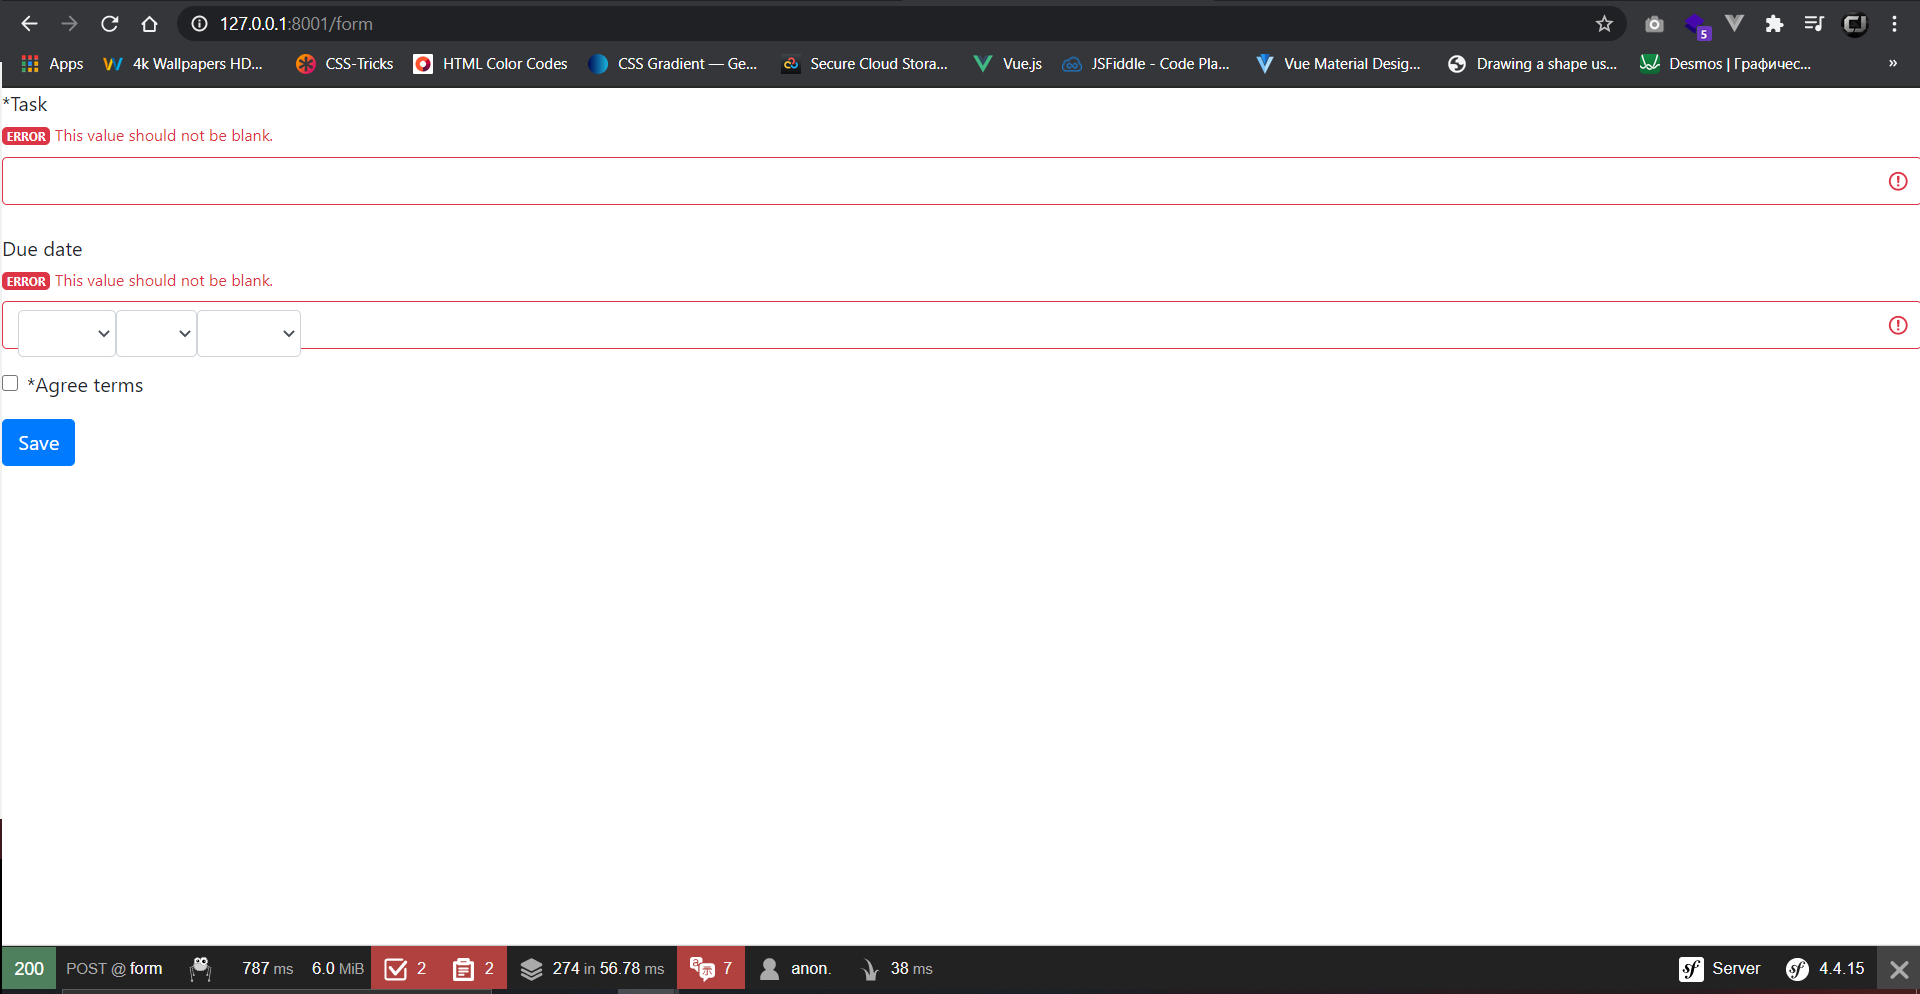 127.0.0.1:8001/form
5
Apps
4k Wallpapers HD...
CSS-Tricks
HTML Color Codes
CSS Gradient — Ge...
Secure Cloud Stora...
Vue.js
JSFiddle - Code Pla...
Vue Material Desig...
Drawing a shape us...
Desmos | Графичес...
»
*Task
ERROR This value should not be blank.
Due date
ERROR This value should not be blank.
*Agree terms
Save
200 POST @ form 787 ms 6.0 MiB 2 2 274 in 56.78 ms 7 anon. 38 ms sf Server sf 4.4.15